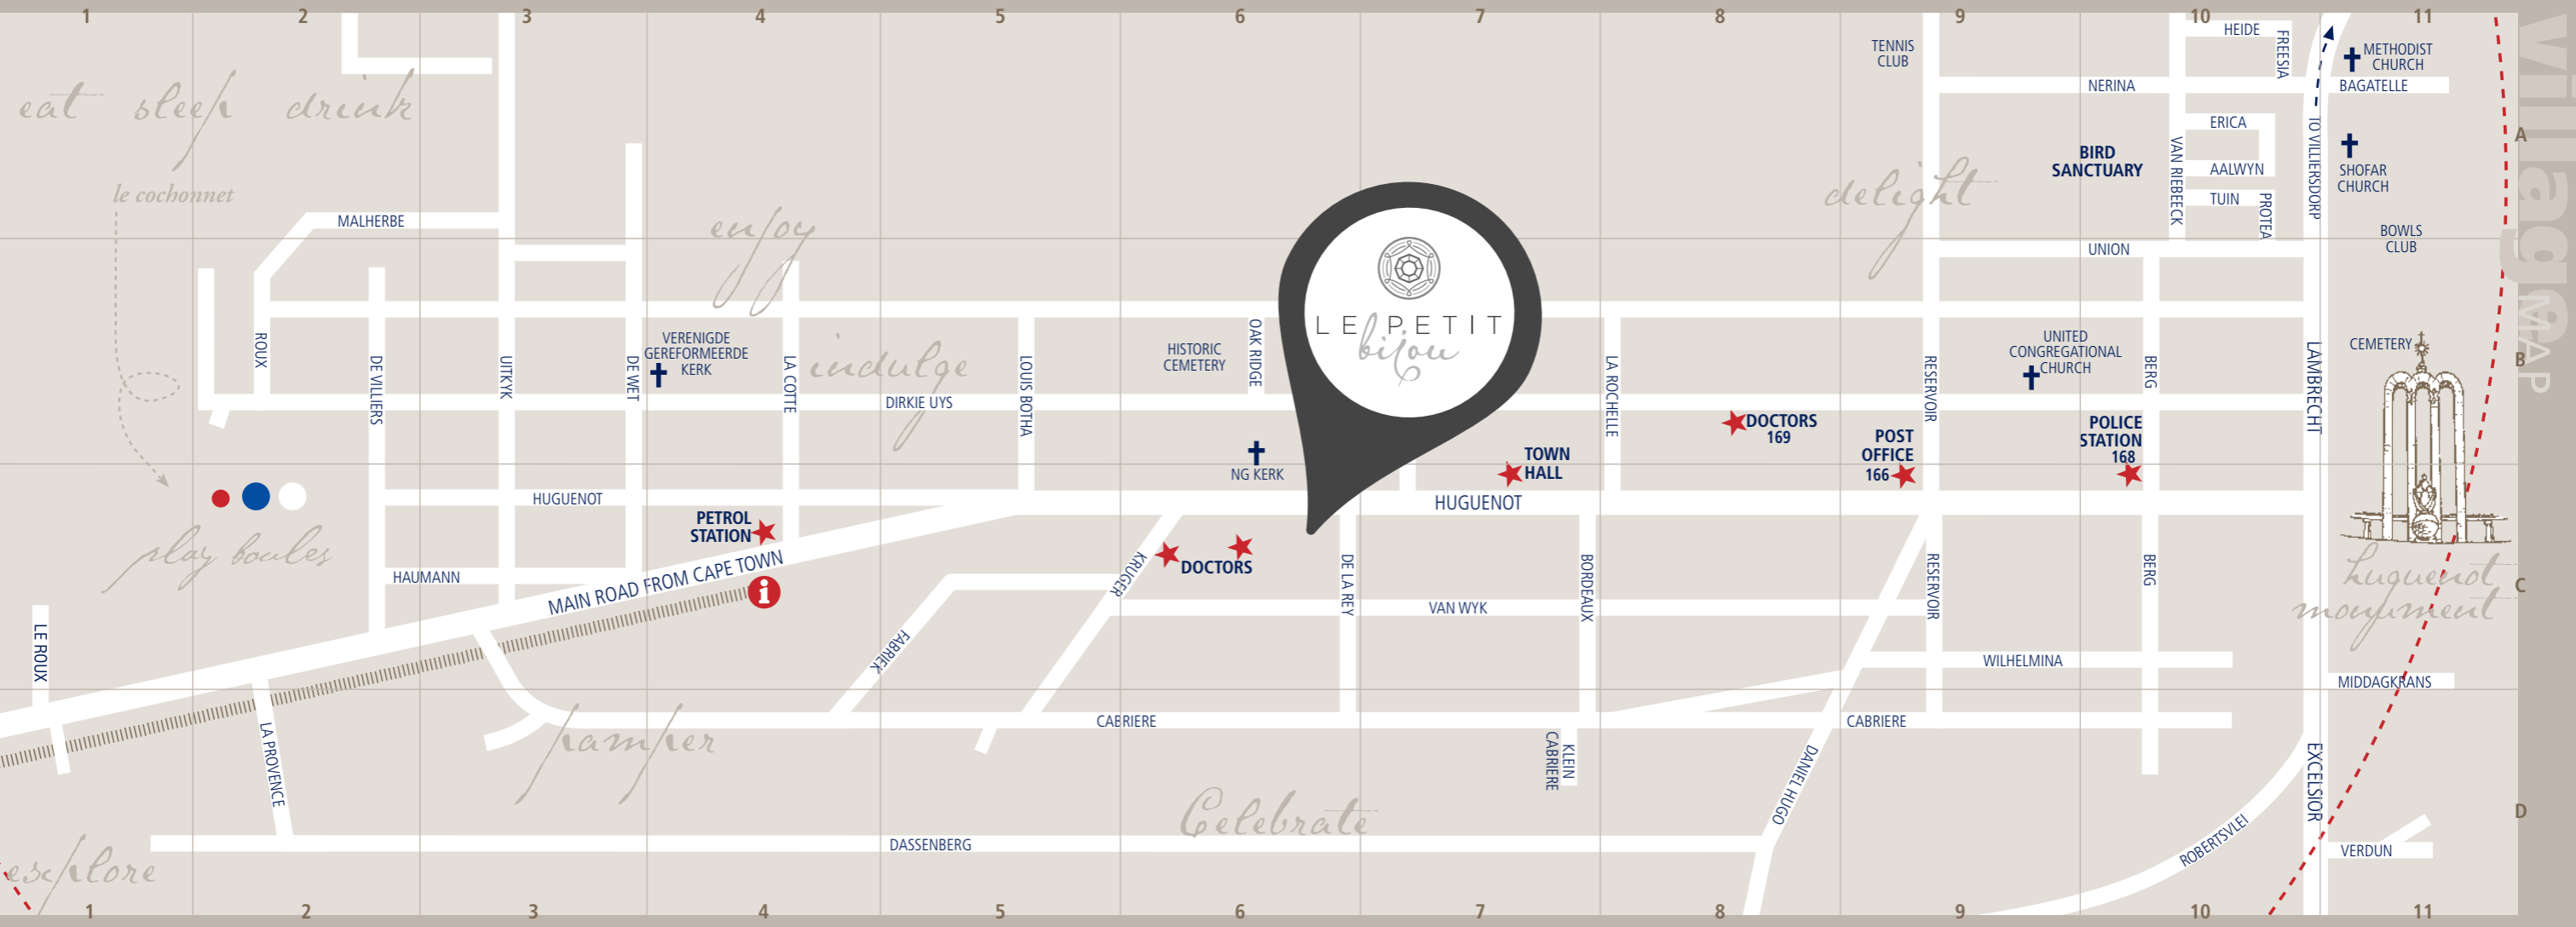 1 2 3 4 5 6 7 8 9 10 11
village
MAP
A
B
C
D
eat sleep drink
le cochonnet
MALHERBE
enjoy
indulge
delight
TENNIS
CLUB
HEIDE
FREESIA
METHODIST
CHURCH
NERINA
BAGATELLE
ERICA
BIRD
SANCTUARY
VAN RIEBEECK
AALWYN
TUIN
PROTEA
TO VILLIERSDORP
SHOFAR
CHURCH
UNION
BOWLS
CLUB
ROUX
DE VILLIERS
UITKYK
DE WET
VERENIGDE
GEREFORMEERDE
KERK
LA COTTE
DIRKIE UYS
LOUIS BOTHA
HISTORIC
CEMETERY
OAK RIDGE
LE PETIT
bijou
LA ROCHELLE
RESERVOIR
UNITED
CONGREGATIONAL
CHURCH
BERG
LAMBRECHT
CEMETERY
DOCTORS
169
POST
OFFICE
166
POLICE
STATION
168
NG KERK
TOWN
HALL
HUGUENOT
HUGUENOT
play boules
PETROL
STATION
HAUMANN
MAIN ROAD FROM CAPE TOWN
i
DOCTORS
KRUGER
FABRIEK
DE LA REY
VAN WYK
BORDEAUX
RESERVOIR
BERG
huguenot
monument
LE ROUX
WILHELMINA
MIDDAGKRANS
LA PROVENCE
pamper
CABRIERE
CABRIERE
KLEIN
CABRIERE
DANIEL HUGO
EXCELSIOR
Celebrate
DASSENBERG
ROBERTSVLEI
VERDUN
explore
1 2 3 4 5 6 7 8 9 10 11